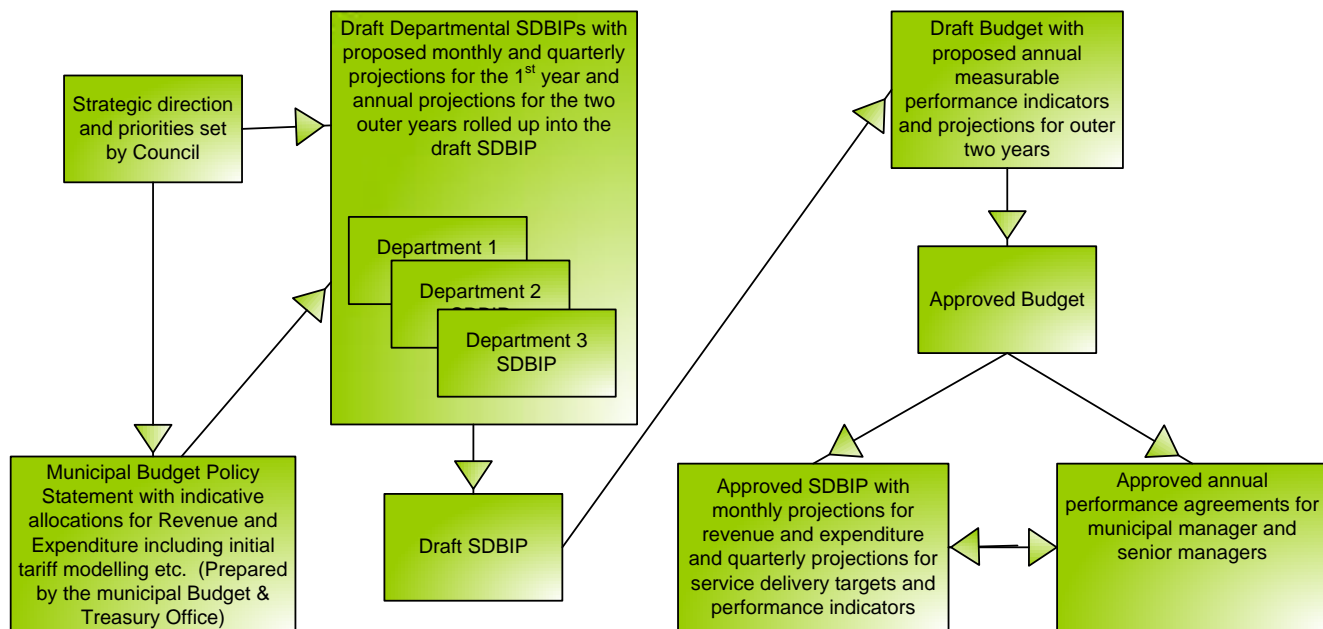 Strategic direction
and priorities set
by Council
Draft Departmental SDBIPs with
proposed monthly and quarterly
projections for the 1st year and
annual projections for the two
outer years rolled up into the
draft SDBIP
Department 1
Department 2
SDBIP
Department 3
SDBIP
Municipal Budget Policy
Statement with indicative
allocations for Revenue and
Expenditure including initial
tariff modelling etc. (Prepared
by the municipal Budget &
Treasury Office)
Draft SDBIP
Draft Budget with
proposed annual
measurable
performance indicators
and projections for outer
two years
Approved Budget
Approved SDBIP with
monthly projections for
revenue and expenditure
and quarterly projections for
service delivery targets and
performance indicators
Approved annual
performance agreements for
municipal manager and
senior managers